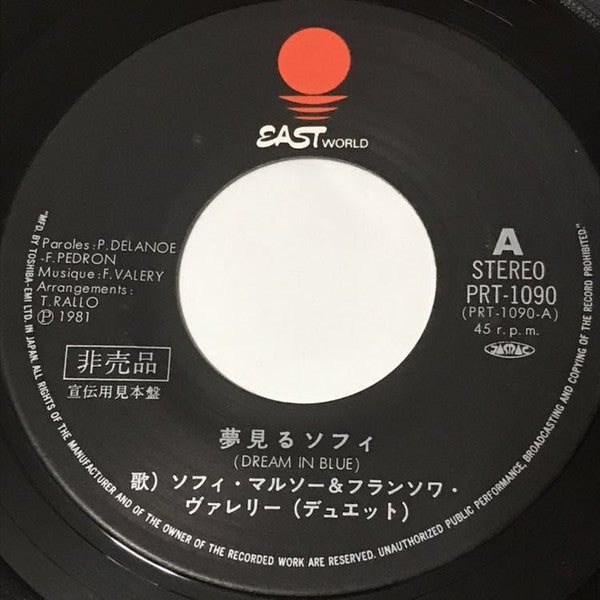 EAST WORLD
Paroles: P. DELANOE
-F. PEDRON
Musique: F. VALERY
Arrangements:
T. RALLO
Ⓟ 1981
非売品
宣伝用見本盤
A
STEREO
PRT-1090
(PRT-1090-A)
45 r.p.m.
JASRAC
夢見るソフィ
(DREAM IN BLUE)
歌) ソフィ・マルソー&フランソワ・
ヴァレリー (デュエット)
"MFD. BY TOSHIBA-EMI LTD. IN JAPAN, ALL RIGHTS OF THE MANUFACTURER AND OF THE OWNER OF THE RECORDED WORK ARE RESERVED. UNAUTHORIZED PUBLIC PERFORMANCE, BROADCASTING AND COPYING OF THE RECORD PROHIBITED."